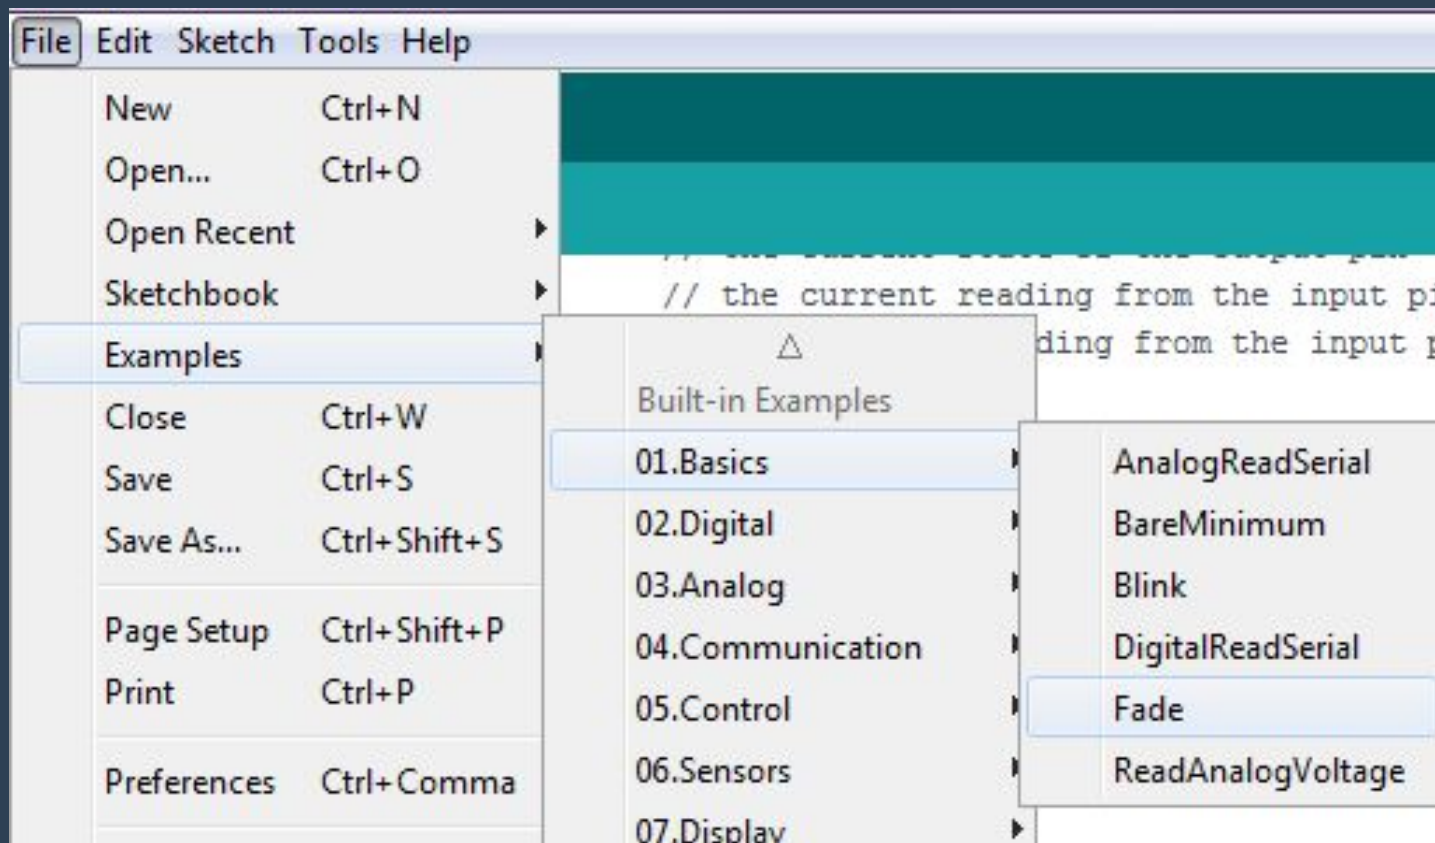 File Edit Sketch Tools Help
New Ctrl+N
Open... Ctrl+O
Open Recent
Sketchbook
Examples
Close Ctrl+W
Save Ctrl+S
Save As... Ctrl+Shift+S
Page Setup Ctrl+Shift+P
Print Ctrl+P
Preferences Ctrl+Comma
// the current reading from the input
ding from the input
Built-in Examples
01.Basics
02.Digital
03.Analog
04.Communication
05.Control
06.Sensors
07.Display
AnalogReadSerial
BareMinimum
Blink
DigitalReadSerial
Fade
ReadAnalogVoltage